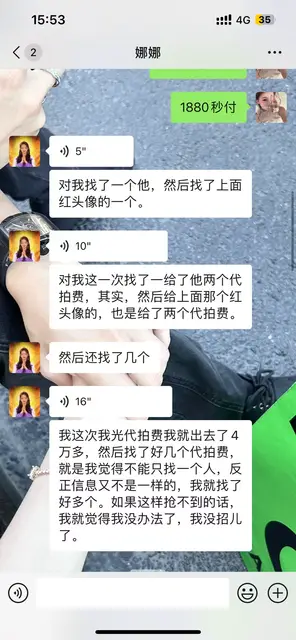 15:53
4G
35
2
娜娜
1880秒付
5"
对我找了一个他，然后找了上面
红头像的一个。
10"
对我这一次找了一给了他两个代
拍费，其实，然后给上面那个红
头像的，也是给了两个代拍费。
然后还找了几个
16"
我这次我光代拍费我就出去了4
万多，然后找了好几个代拍费，
就是我觉得不能只找一个人，反
正信息又不是一样的，我就找了
好多个。如果这样抢不到的话，
我就觉得我没办法了，我没招儿
了。